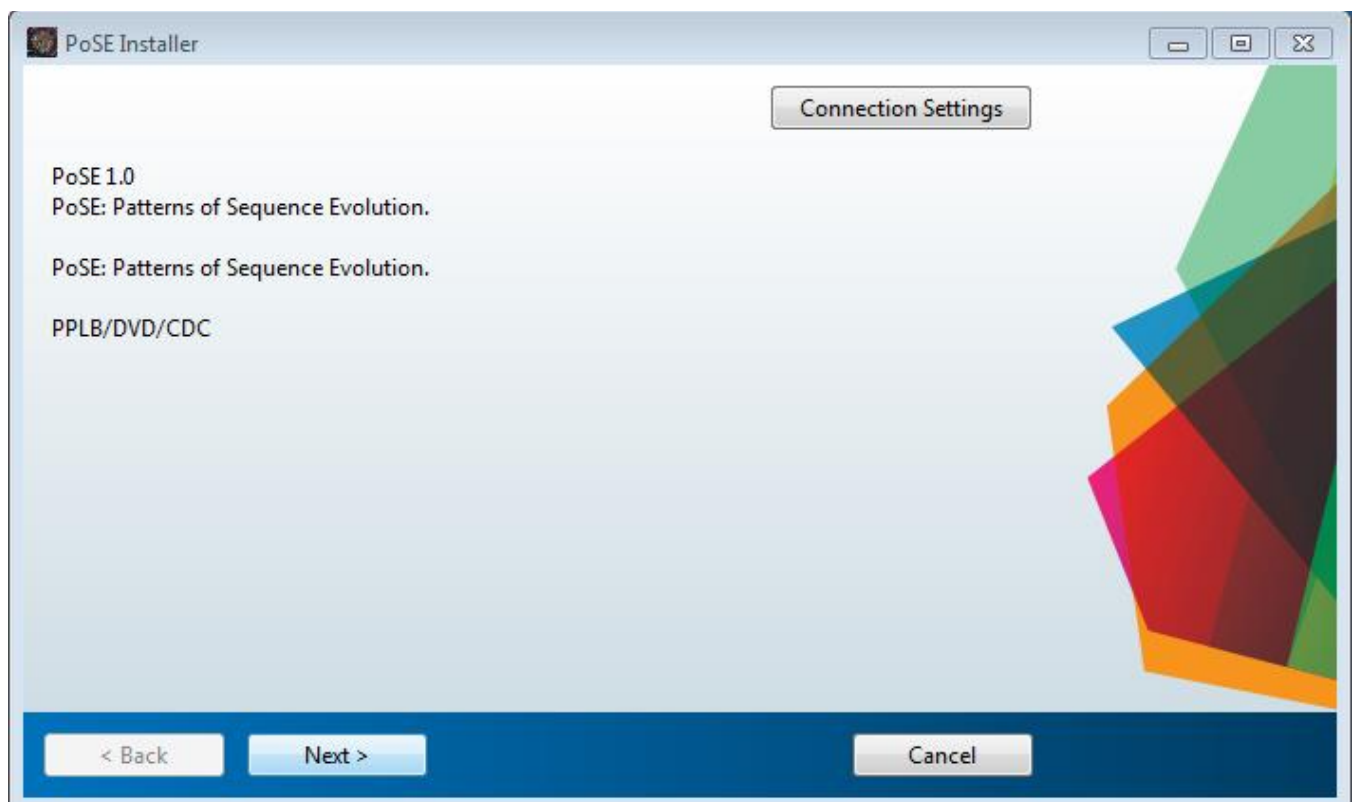 PoSE Installer
Connection Settings
PoSE 1.0
PoSE: Patterns of Sequence Evolution.
PoSE: Patterns of Sequence Evolution.
PPLB/DVD/CDC
< Back
Next >
Cancel